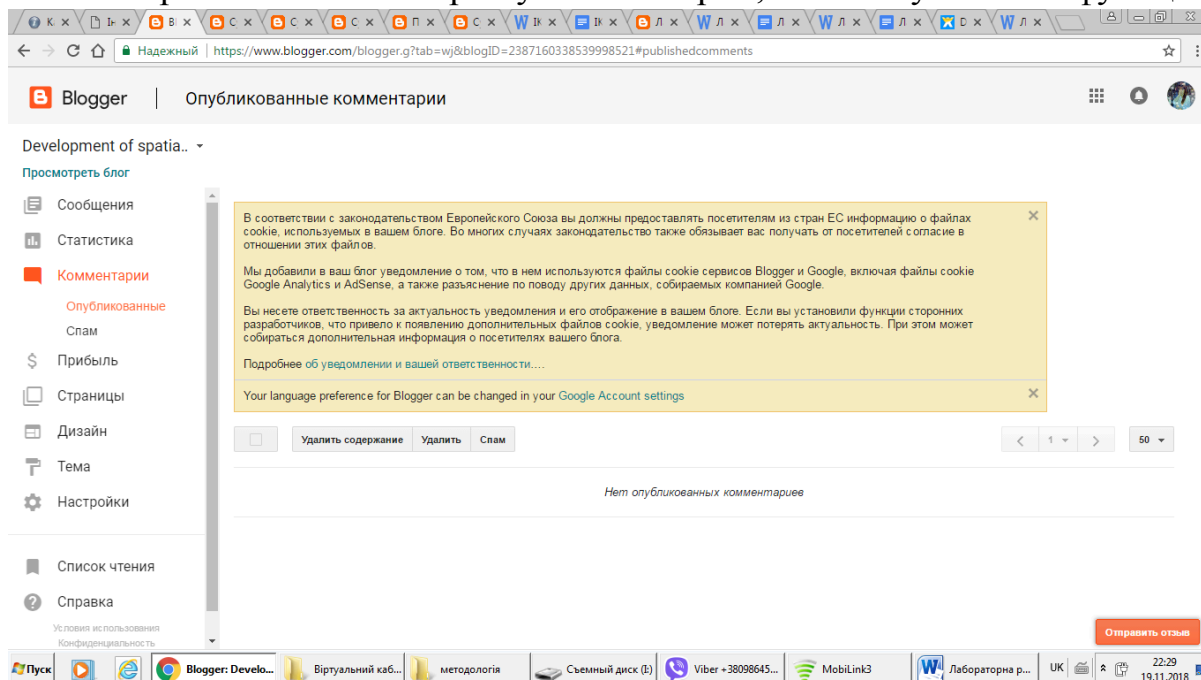 К х Ін х Bl х С х С х С х П х С х ІК х ІК х Л х Л х Л х Л х Л х Л х D х Л х
Надежный | https://www.blogger.com/blogger.g?tab=wj&blogID=2387160338539998521#publishedcomments
Blogger | Опубликованные комментарии
Development of spatia..
Просмотреть блог
Сообщения
Статистика
Комментарии
Опубликованные
Спам
Прибыль
Страницы
Дизайн
Тема
Настройки
Список чтения
Справка
Условия использования
Конфиденциальность
В соответствии с законодательством Европейского Союза вы должны предоставлять посетителям из стран ЕС информацию о файлах
cookie, используемых в вашем блоге. Во многих случаях законодательство также обязывает вас получать от посетителей согласие в
отношении этих файлов.
Мы добавили в ваш блог уведомление о том, что в нем используются файлы cookie сервисов Blogger и Google, включая файлы cookie
Google Analytics и AdSense, а также разъяснение по поводу других данных, собираемых компанией Google.
Вы несете ответственность за актуальность уведомления и его отображение в вашем блоге. Если вы установили функции сторонних
разработчиков, что привело к появлению дополнительных файлов cookie, уведомление может потерять актуальность. При этом может
собираться дополнительная информация о посетителях вашего блога.
Подробнее об уведомлении и вашей ответственности….
Your language preference for Blogger can be changed in your Google Account settings
Удалить содержание Удалить Спам
1 50
Нет опубликованных комментариев
Отправить отзыв
Пуск Blogger: Develo... Віртуальний каб... методологія Съемный диск (I:) Viber +38098645... MobiLink3 Лабораторна р... UK 22:29
19.11.2018